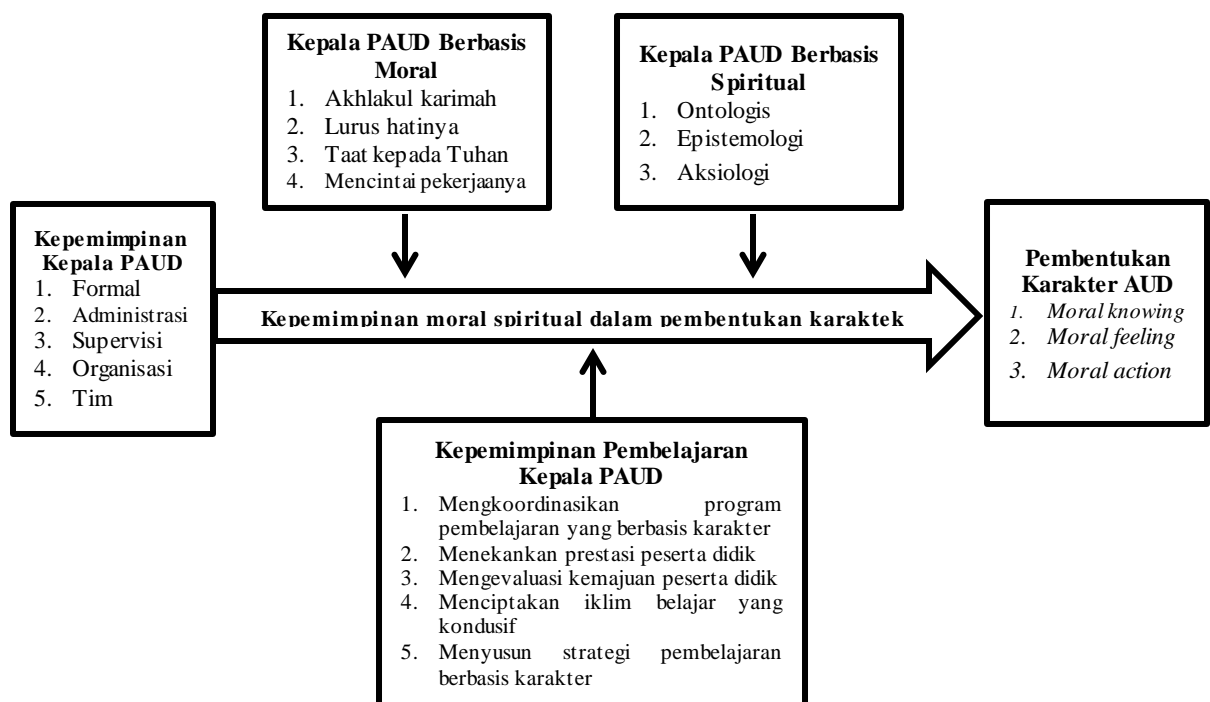 Kepala PAUD Berbasis
Moral
1. Akhlakul karimah
2. Lurus hatinya
3. Taat kepada Tuhan
4. Mencintai pekerjaanya
Kepala PAUD Berbasis
Spiritual
1. Ontologis
2. Epistemologi
3. Aksiologi
Kepemimpinan
Kepala PAUD
1. Formal
2. Administrasi
3. Supervisi
4. Organisasi
5. Tim
Kepemimpinan moral spiritual dalam pembentukan karaktek
Pembentukan
Karakter AUD
1. Moral knowing
2. Moral feeling
3. Moral action
Kepemimpinan Pembelajaran
Kepala PAUD
1. Mengkoordinasikan program
pembelajaran yang berbasis karakter
2. Menekankan prestasi peserta didik
3. Mengevaluasi kemajuan peserta didik
4. Menciptakan iklim belajar yang
kondusif
5. Menyusun strategi pembelajaran
berbasis karakter